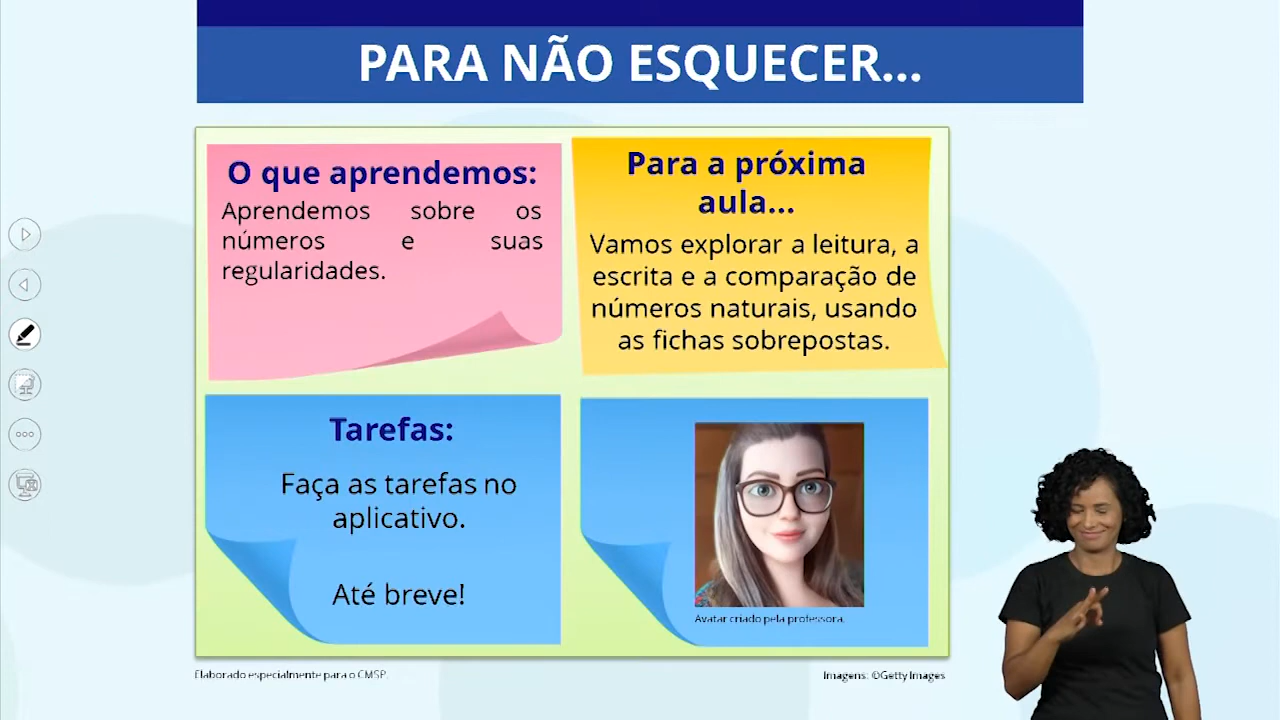 PARA NÃO ESQUECER...
O que aprendemos:
Aprendemos sobre os
números e suas
regularidades.
Para a próxima
aula...
Vamos explorar a leitura, a
escrita e a comparação de
números naturais, usando
as fichas sobrepostas.
Tarefas:
Faça as tarefas no
aplicativo.
Até breve!
Avatar criado pela professora.
Elaborado especialmente para o CMSP.
Imagens: ©Getty Images